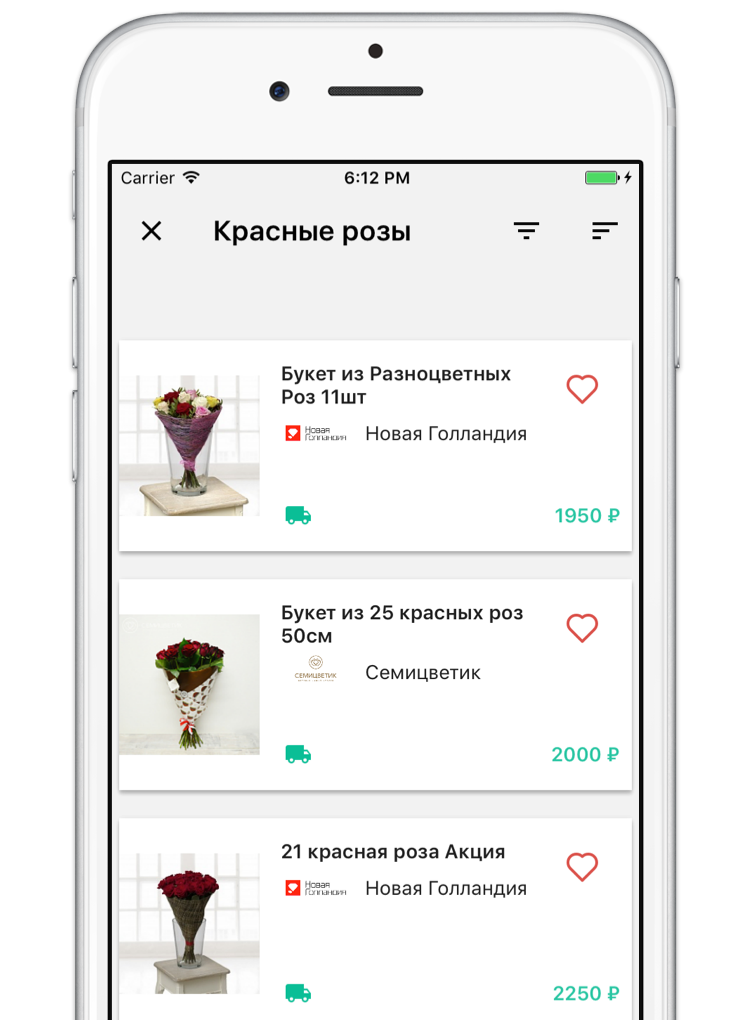 Carrier
6:12 PM
Красные розы
Букет из Разноцветных
Роз 11шт
Новая
Голландия
Новая Голландия
1950 ₽
Букет из 25 красных роз
50см
СЕМИЦВЕТИК
Семицветик
2000 ₽
21 красная роза Акция
Новая
Голландия
Новая Голландия
2250 ₽